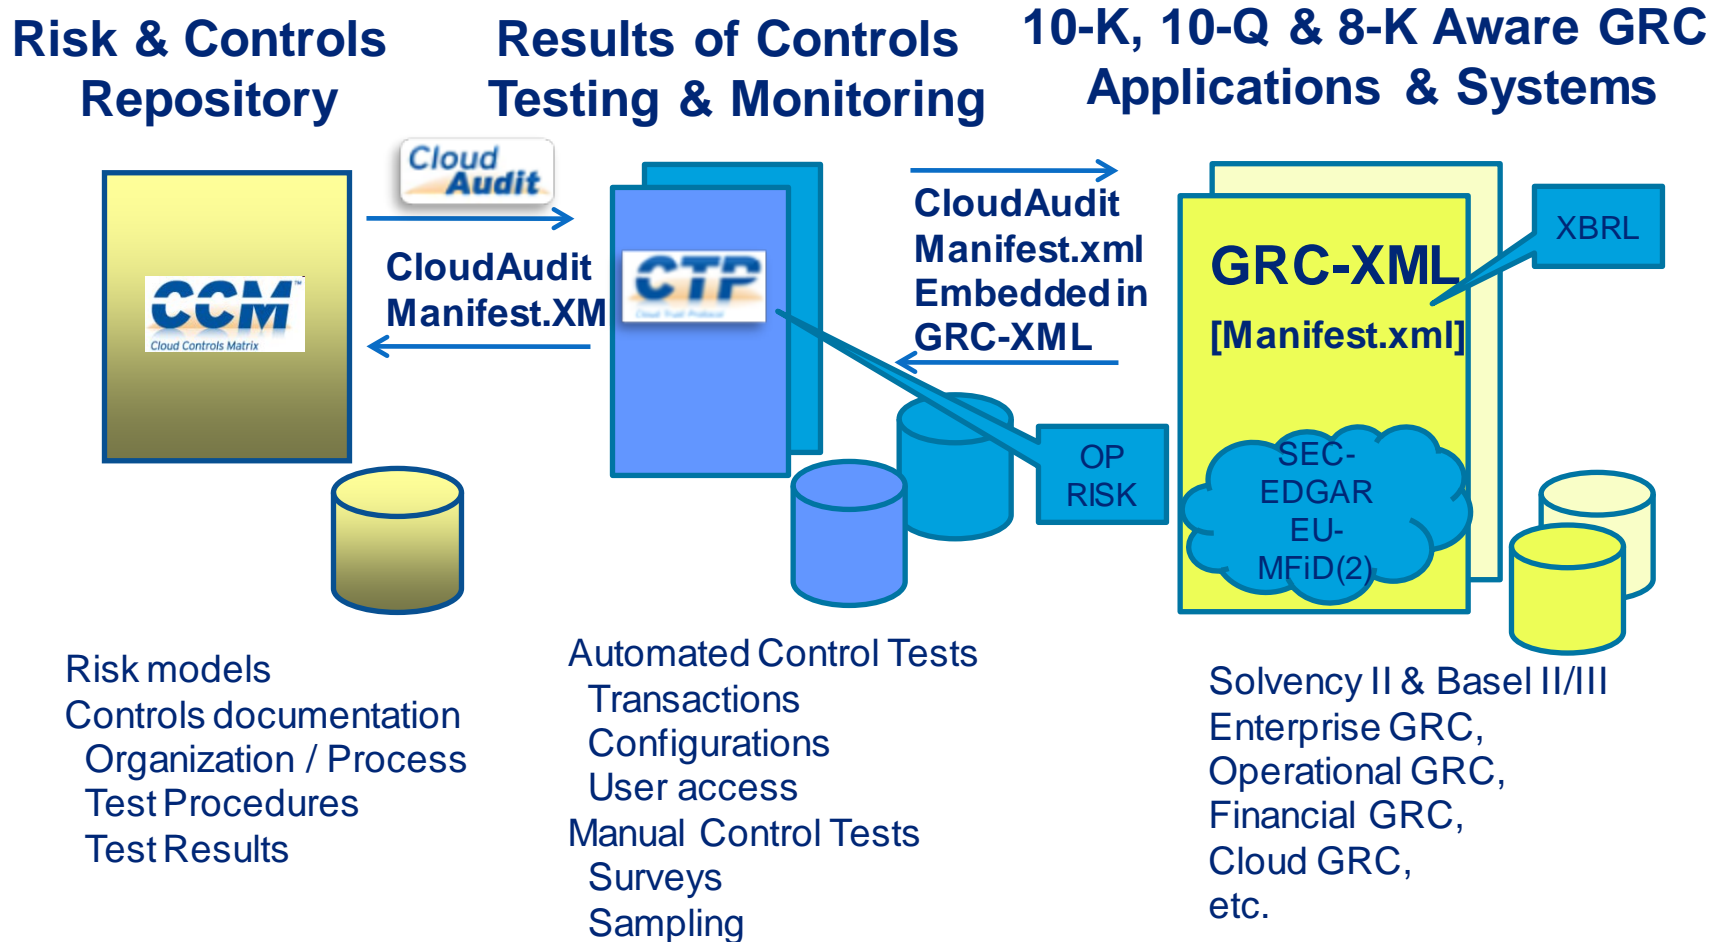 Risk & Controls
Repository
Results of Controls
Testing & Monitoring
10-K, 10-Q & 8-K Aware GRC
Applications & Systems
Cloud
Audit
CloudAudit
Manifest.XM
CCM™
Cloud Controls Matrix
CTP
Cloud Trust Protocol
CloudAudit
Manifest.xml
Embedded in
GRC-XML
OP
RISK
GRC-XML
[Manifest.xml]
XBRL
SEC-
EDGAR
EU-
MFiD(2)
Risk models
Controls documentation
Organization / Process
Test Procedures
Test Results
Automated Control Tests
Transactions
Configurations
User access
Manual Control Tests
Surveys
Sampling
Solvency II & Basel II/III
Enterprise GRC,
Operational GRC,
Financial GRC,
Cloud GRC,
etc.